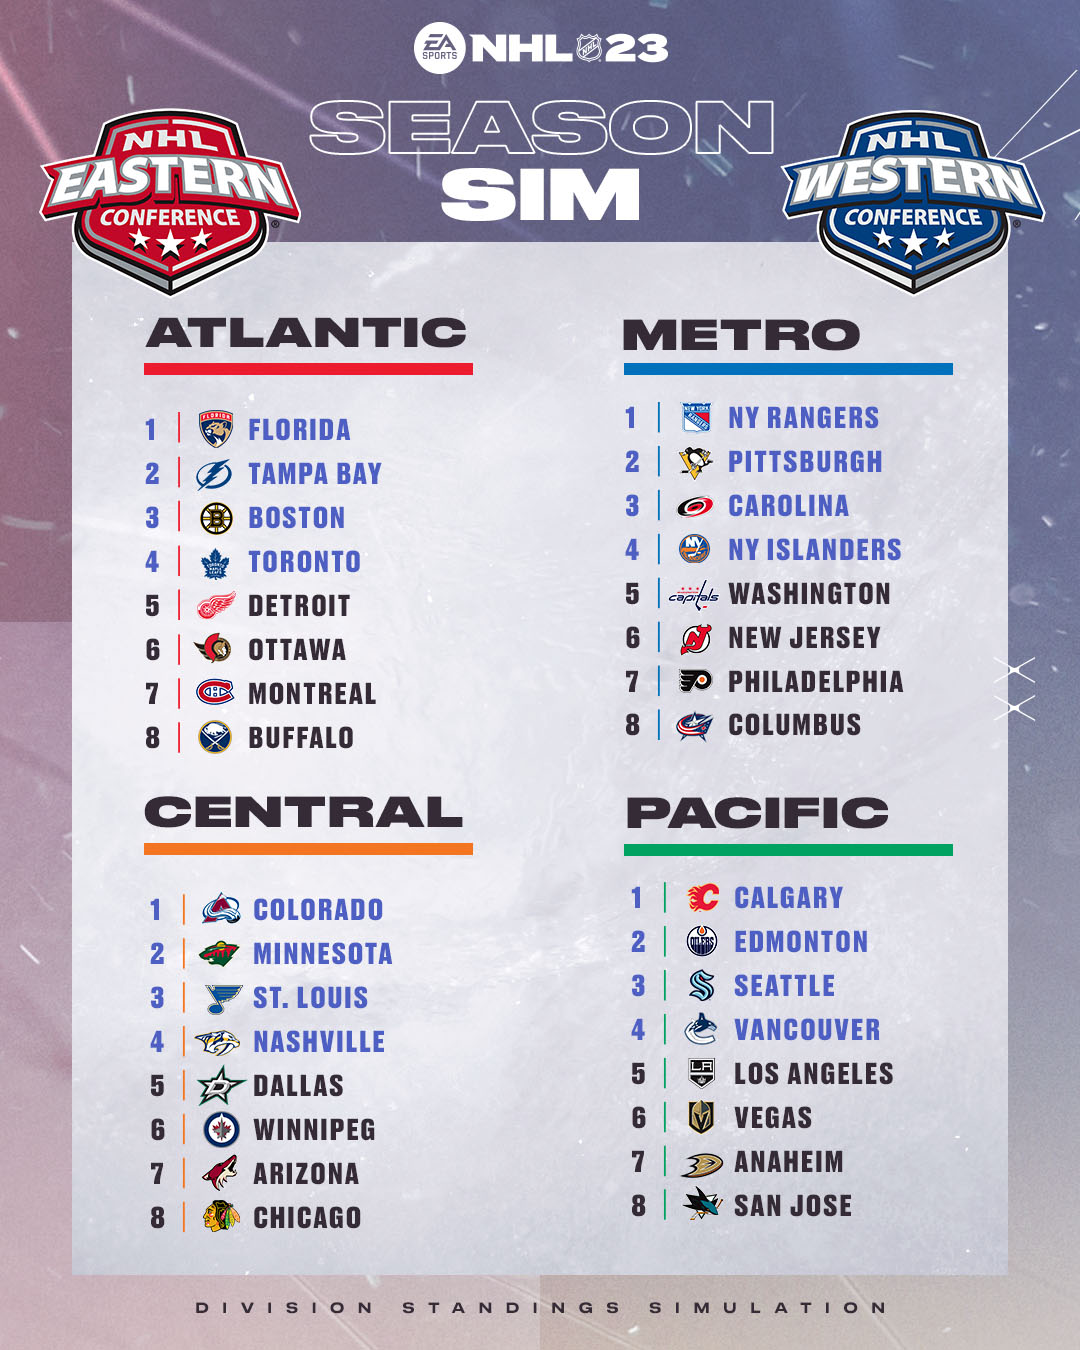 EA SPORTS NHL 23
SEASON
SIM
NHL
EASTERN
CONFERENCE
NHL
WESTERN
CONFERENCE
ATLANTIC
1 FLORIDA
2 TAMPA BAY
3 BOSTON
4 TORONTO
5 DETROIT
6 OTTAWA
7 MONTREAL
8 BUFFALO
METRO
1 NY RANGERS
2 PITTSBURGH
3 CAROLINA
4 NY ISLANDERS
5 capitals WASHINGTON
6 NEW JERSEY
7 PHILADELPHIA
8 COLUMBUS
CENTRAL
1 COLORADO
2 MINNESOTA
3 ST. LOUIS
4 NASHVILLE
5 DALLAS
6 WINNIPEG
7 ARIZONA
8 CHICAGO
PACIFIC
1 CALGARY
2 EDMONTON
3 SEATTLE
4 VANCOUVER
5 LOS ANGELES
6 VEGAS
7 ANAHEIM
8 SAN JOSE
DIVISION STANDINGS SIMULATION